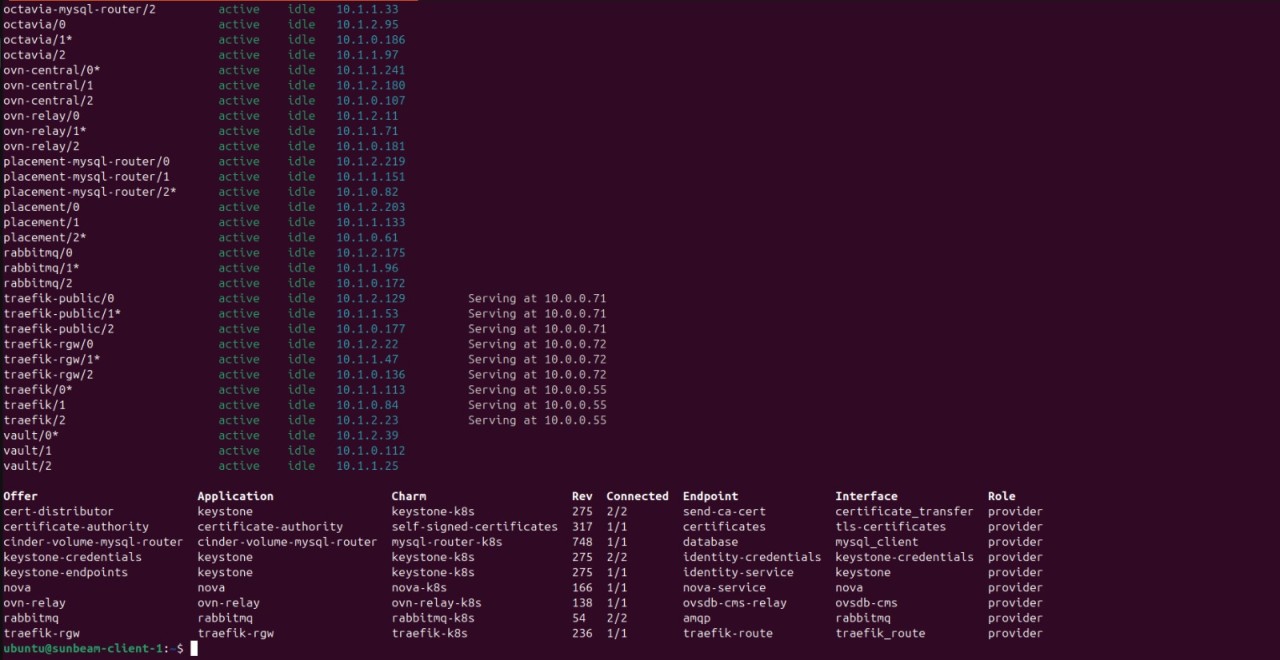 octavia-mysql-router/2 active idle 10.1.1.33
octavia/0 active idle 10.1.2.95
octavia/1* active idle 10.1.0.186
octavia/2 active idle 10.1.1.97
ovn-central/0* active idle 10.1.1.241
ovn-central/1 active idle 10.1.2.180
ovn-central/2 active idle 10.1.0.107
ovn-relay/0 active idle 10.1.2.11
ovn-relay/1* active idle 10.1.1.71
ovn-relay/2 active idle 10.1.0.181
placement-mysql-router/0 active idle 10.1.2.219
placement-mysql-router/1 active idle 10.1.1.151
placement-mysql-router/2* active idle 10.1.0.82
placement/0 active idle 10.1.2.203
placement/1 active idle 10.1.1.133
placement/2* active idle 10.1.0.61
rabbitmq/0 active idle 10.1.2.175
rabbitmq/1* active idle 10.1.1.96
rabbitmq/2 active idle 10.1.0.172
traefik-public/0 active idle 10.1.2.129 Serving at 10.0.0.71
traefik-public/1* active idle 10.1.1.53 Serving at 10.0.0.71
traefik-public/2 active idle 10.1.0.177 Serving at 10.0.0.71
traefik-rgw/0 active idle 10.1.2.22 Serving at 10.0.0.72
traefik-rgw/1* active idle 10.1.1.47 Serving at 10.0.0.72
traefik-rgw/2 active idle 10.1.0.136 Serving at 10.0.0.72
traefik/0* active idle 10.1.1.113 Serving at 10.0.0.55
traefik/1 active idle 10.1.0.84 Serving at 10.0.0.55
traefik/2 active idle 10.1.2.23 Serving at 10.0.0.55
vault/0* active idle 10.1.2.39
vault/1 active idle 10.1.0.112
vault/2 active idle 10.1.1.25
Offer Application Charm Rev Connected Endpoint Interface Role
cert-distributor keystone keystone-k8s 275 2/2 send-ca-cert certificate_transfer provider
certificate-authority certificate-authority self-signed-certificates 317 1/1 certificates tls-certificates provider
cinder-volume-mysql-router cinder-volume-mysql-router mysql-router-k8s 748 1/1 database mysql_client provider
keystone-credentials keystone keystone-k8s 275 2/2 identity-credentials keystone-credentials provider
keystone-endpoints keystone keystone-k8s 275 1/1 identity-service keystone provider
nova nova nova-k8s 166 1/1 nova-service nova provider
ovn-relay ovn-relay ovn-relay-k8s 138 1/1 ovsdb-cms-relay ovsdb-cms provider
rabbitmq rabbitmq rabbitmq-k8s 54 2/2 amqp rabbitmq provider
traefik-rgw traefik-rgw traefik-k8s 236 1/1 traefik-route traefik_route provider
ubuntu@sunbeam-client-1:~$